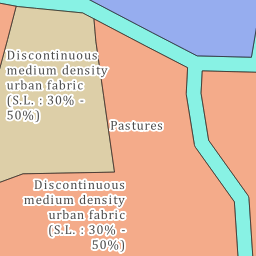 Discontinuous
medium density
urban fabric
(S.L. : 30% -
50%)
Pastures
Discontinuous
medium density
urban fabric
(S.L. : 30% -
50%)